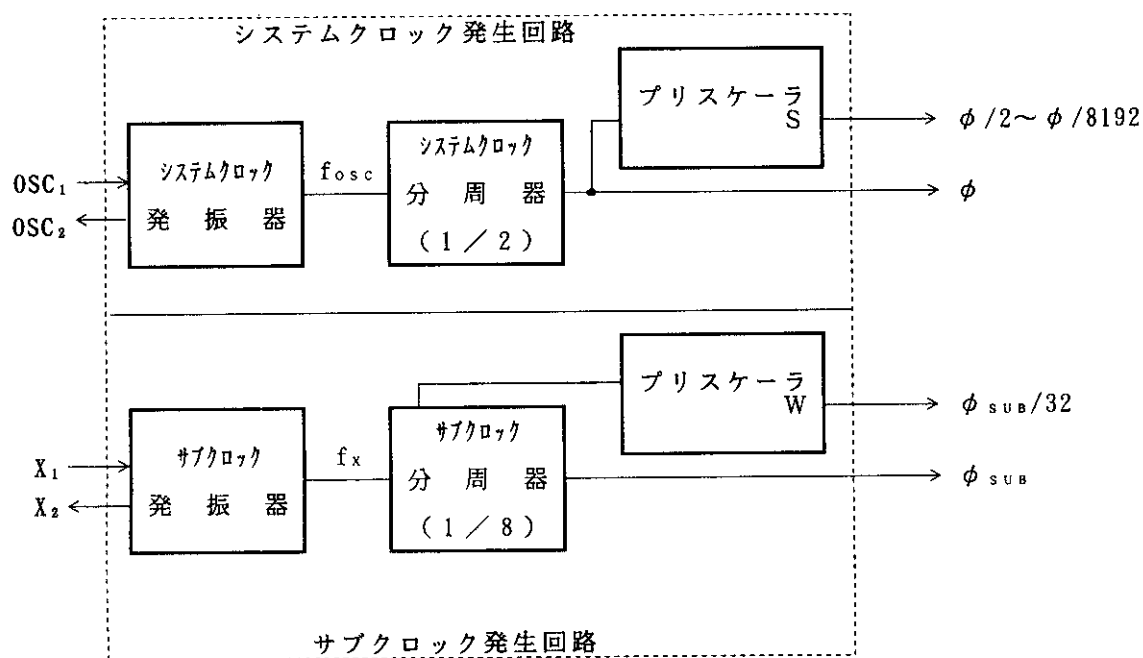 システムクロック発生回路
プリスケーラ
S
φ/2～φ/8192
システムクロック
発振器
fosc
システムクロック
分周器
(1／2)
OSC₁
OSC₂
φ
プリスケーラ
W
φSUB/32
サブクロック
発振器
fx
サブクロック
分周器
(1／8)
X₁
X₂
φSUB
サブクロック発生回路